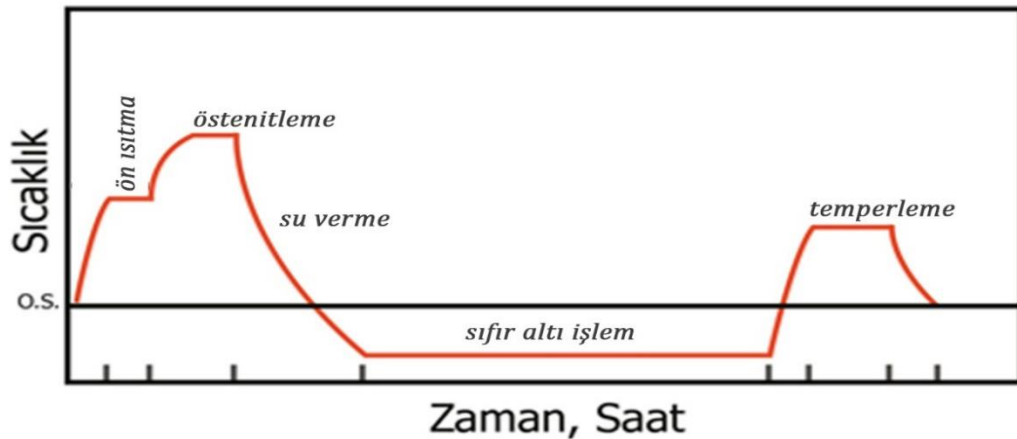 ön ısıtma
östenitleme
su verme
temperleme
sıfır altı işlem
Sıcaklık
o.s.
Zaman, Saat